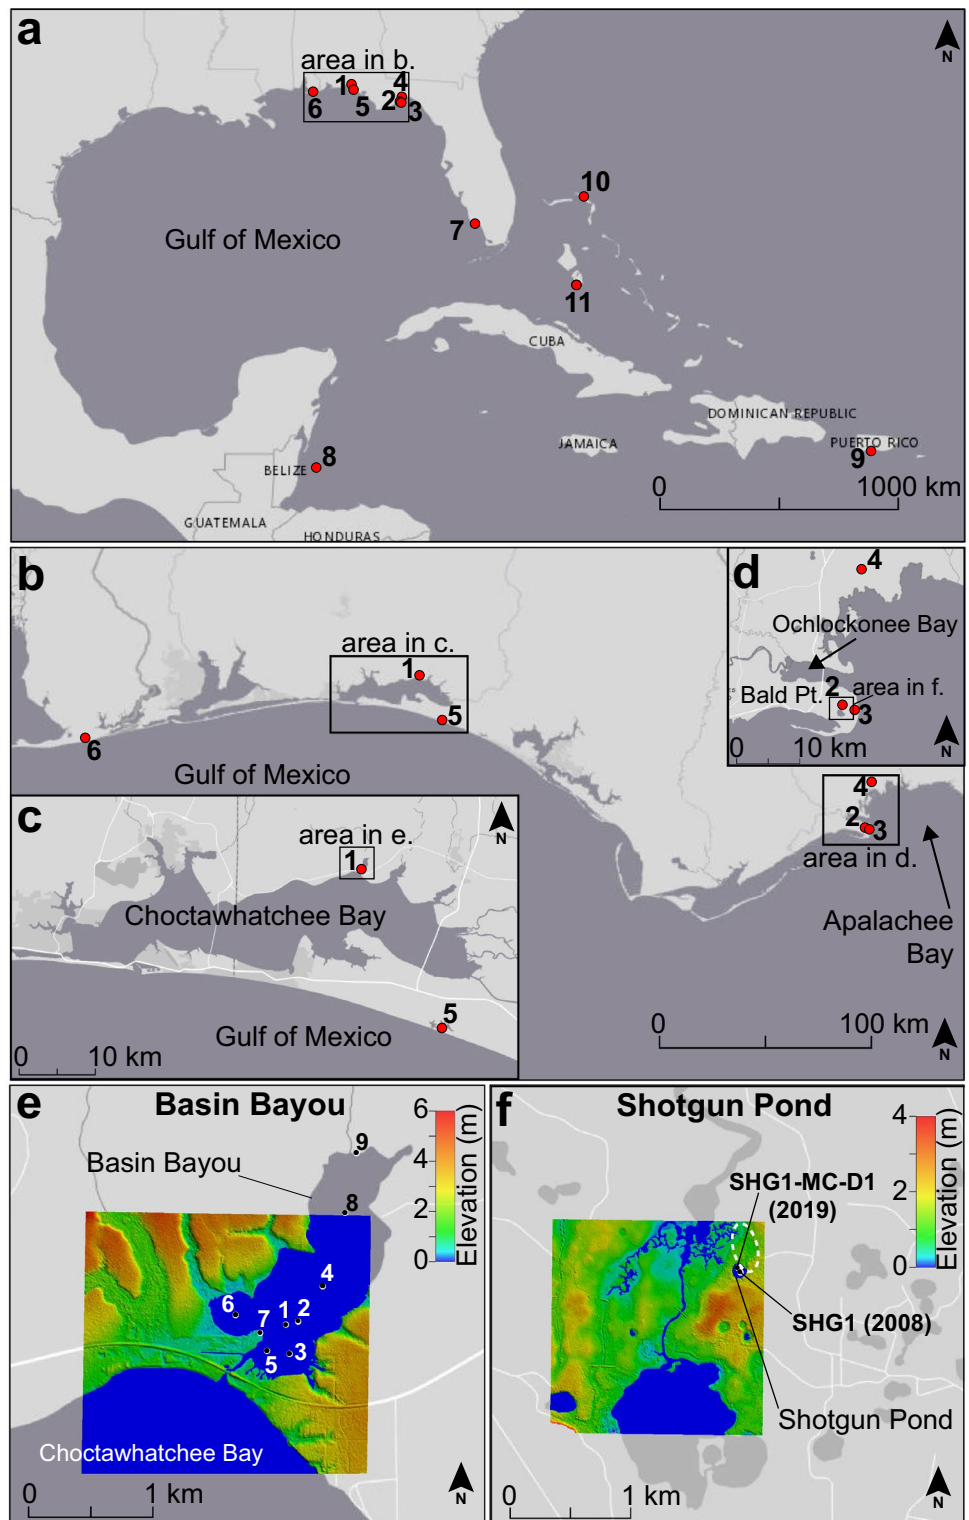 a
N
area in b.
1
4
6
5
2
3
10
7
Gulf of Mexico
11
CUBA
DOMINICAN REPUBLIC
JAMAICA
PUERTO RICO
8
9
BELIZE
0 1000 km
GUATEMALA
HONDURAS
b
area in c.
1
5
6
Gulf of Mexico
4
2
3
area in d.
Apalachee
Bay
0 100 km
N
d
4
Ochlockonee Bay
2
Bald Pt.
area in f.
3
0 10 km
N
c
N
area in e.
1
Choctawhatchee Bay
5
Gulf of Mexico
0 10 km
e
Basin Bayou
6
4
2
0
Elevation (m)
9
Basin Bayou
8
4
6
7
1
2
5
3
Choctawhatchee Bay
0 1 km
N
f
Shotgun Pond
4
2
0
Elevation (m)
SHG1-MC-D1
(2019)
SHG1 (2008)
Shotgun Pond
0 1 km
N